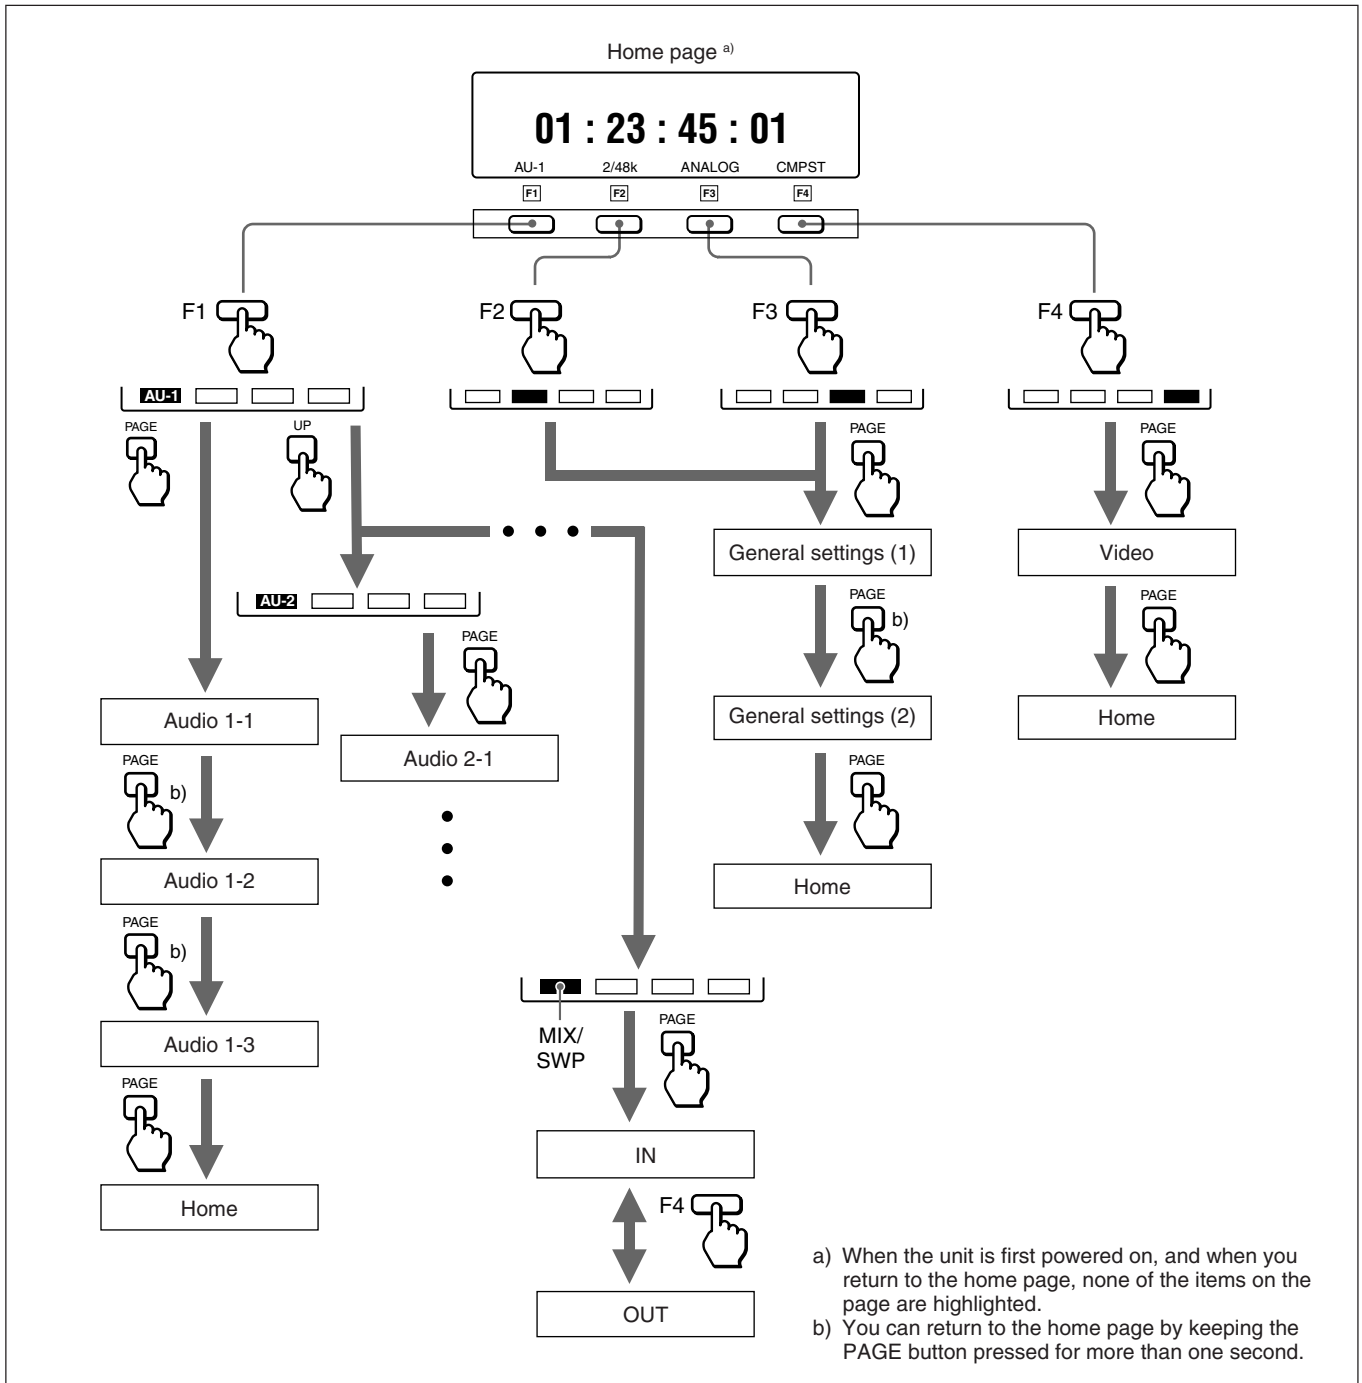 Home page a)
01 : 23 : 45 : 01
AU-1 2/48k ANALOG CMPST
F1 F2 F3 F4
F1 F2 F3 F4
AU-1
PAGE UP PAGE PAGE
General settings (1) Video
AU-2
PAGE PAGE b) PAGE
Audio 1-1 General settings (2) Home
Audio 2-1
PAGE b) PAGE
Audio 1-2 Home
PAGE b)
Audio 1-3
MIX/
SWP
PAGE
PAGE
IN
Home
F4
OUT
a) When the unit is first powered on, and when you
return to the home page, none of the items on the
page are highlighted.
b) You can return to the home page by keeping the
PAGE button pressed for more than one second.